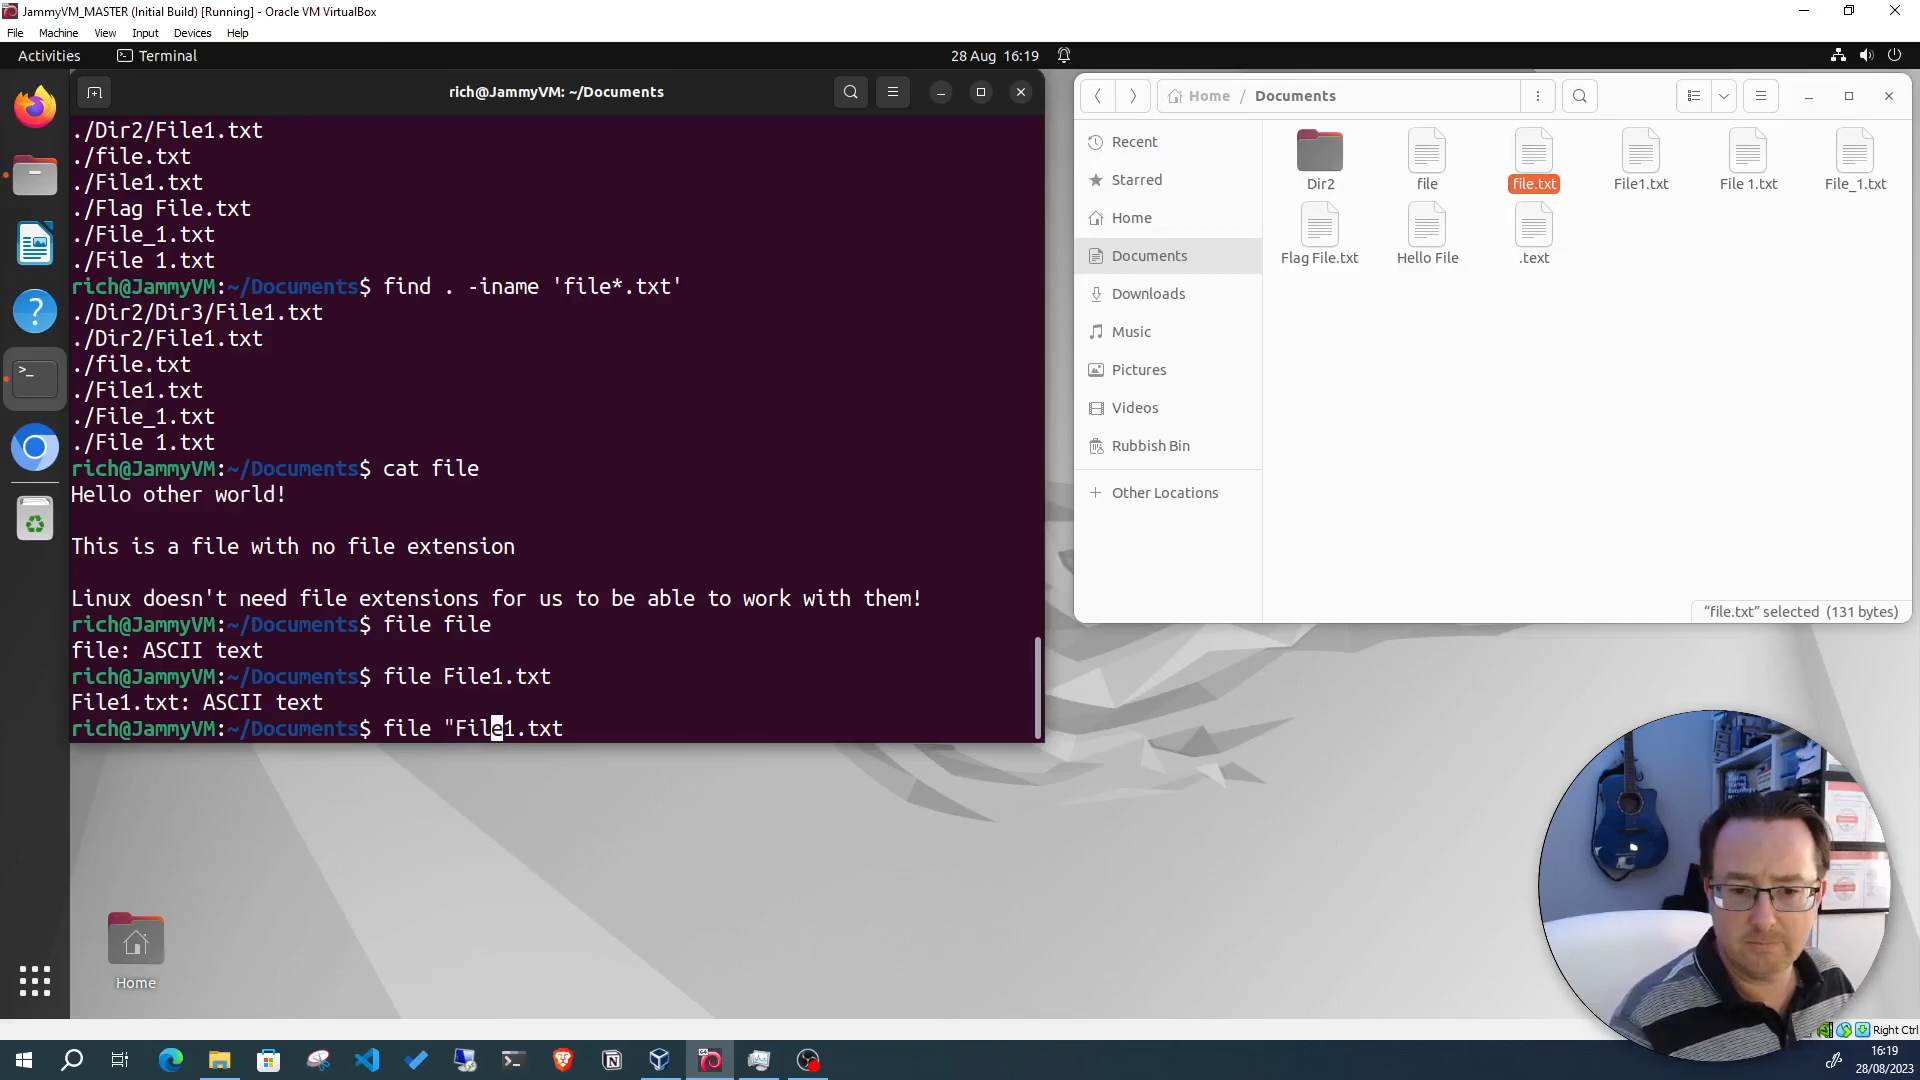 JammyVM_MASTER (Initial Build) [Running] - Oracle VM VirtualBox
File Machine View Input Devices Help
Activities Terminal 28 Aug 16:19
rich@JammyVM: ~/Documents
./Dir2/File1.txt
./file.txt
./File1.txt
./Flag File.txt
./File_1.txt
./File 1.txt
rich@JammyVM:~/Documents$ find . -iname 'file*.txt'
./Dir2/Dir3/File1.txt
./Dir2/File1.txt
./file.txt
./File1.txt
./File_1.txt
./File 1.txt
rich@JammyVM:~/Documents$ cat file
Hello other world!
This is a file with no file extension
Linux doesn't need file extensions for us to be able to work with them!
rich@JammyVM:~/Documents$ file file
file: ASCII text
rich@JammyVM:~/Documents$ file File1.txt
File1.txt: ASCII text
rich@JammyVM:~/Documents$ file "File1.txt
Home / Documents
Recent
Starred
Home
Documents
Downloads
Music
Pictures
Videos
Rubbish Bin
Other Locations
Dir2 file file.txt File1.txt File 1.txt File_1.txt
Flag File.txt Hello File .text
“file.txt” selected (131 bytes)
Home
Right Ctrl
16:19
28/08/2023